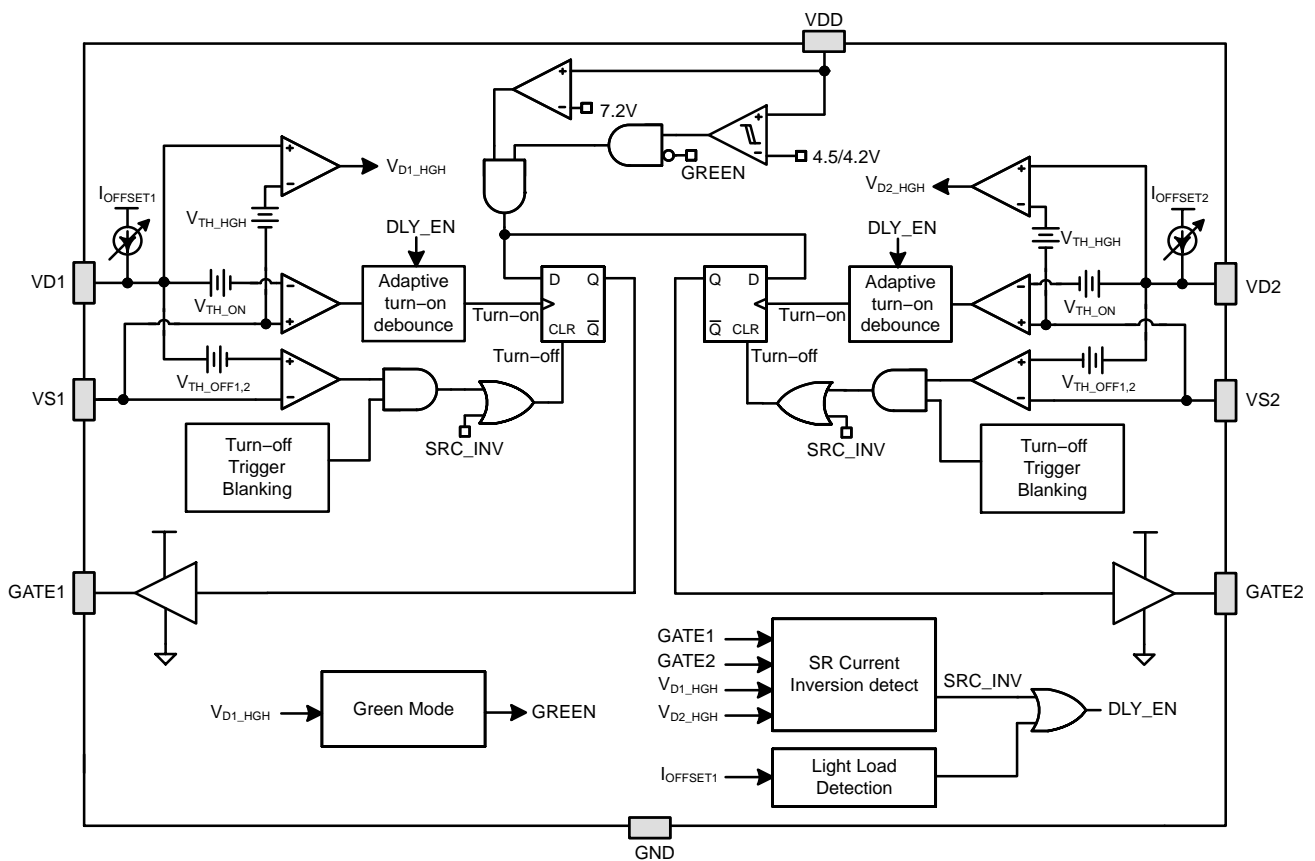 VDD
7.2V
4.5/4.2V
GREEN
VD1_HGH
VD2_HGH
IOFFSET1
IOFFSET2
VTH_HGH
VTH_HGH
DLY_EN
DLY_EN
VD1
VD2
VTH_ON
VTH_ON
Adaptive
turn−on
debounce
Turn−on
D
Q
CLR
Q̅
Q
D
Q̅
CLR
Turn−on
Adaptive
turn−on
debounce
Turn−off
Turn−off
VTH_OFF1,2
VTH_OFF1,2
VS1
VS2
SRC_INV
SRC_INV
Turn−off
Trigger
Blanking
Turn−off
Trigger
Blanking
GATE1
GATE2
GATE1
GATE2
VD1_HGH
VD2_HGH
SR Current
Inversion detect
SRC_INV
DLY_EN
VD1_HGH
Green Mode
GREEN
IOFFSET1
Light Load
Detection
GND